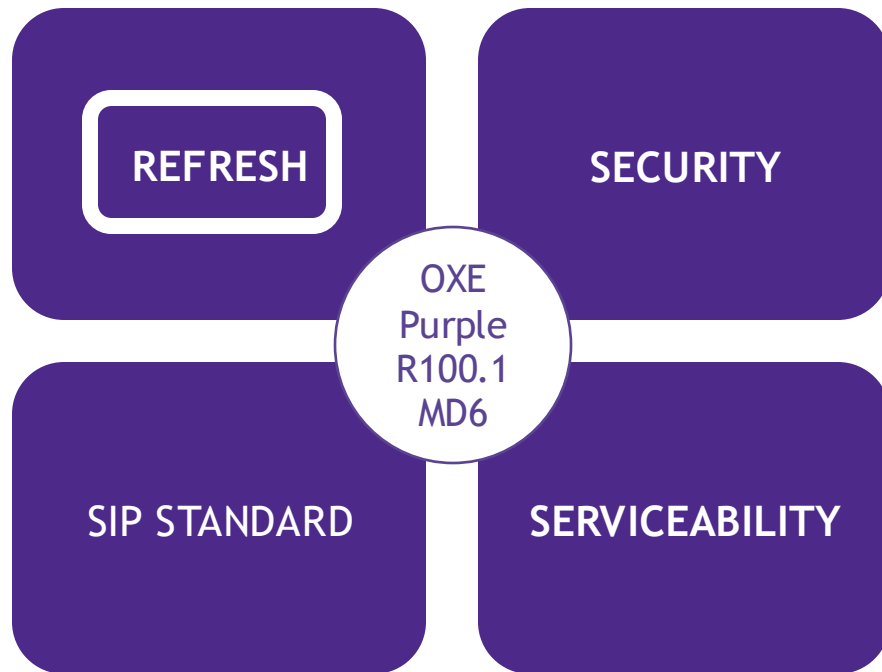 REFRESH
SECURITY
OXE
Purple
R100.1
MD6
SIP STANDARD
SERVICEABILITY